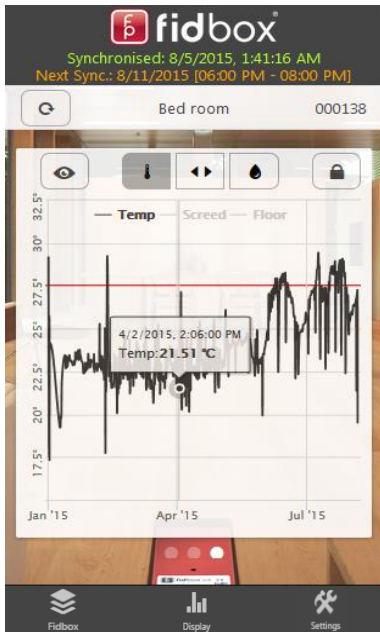 fidbox
Synchronised: 8/5/2015, 1:41:16 AM
Next Sync.: 8/11/2015 [06:00 PM - 08:00 PM]
Bed room 000138
Temp Screed Floor
32.5°
30°
27.5°
25°
22.5°
20°
17.5°
4/2/2015, 2:06:00 PM
Temp:21.51 °C
Jan '15 Apr '15 Jul '15
Fidbox Display Settings